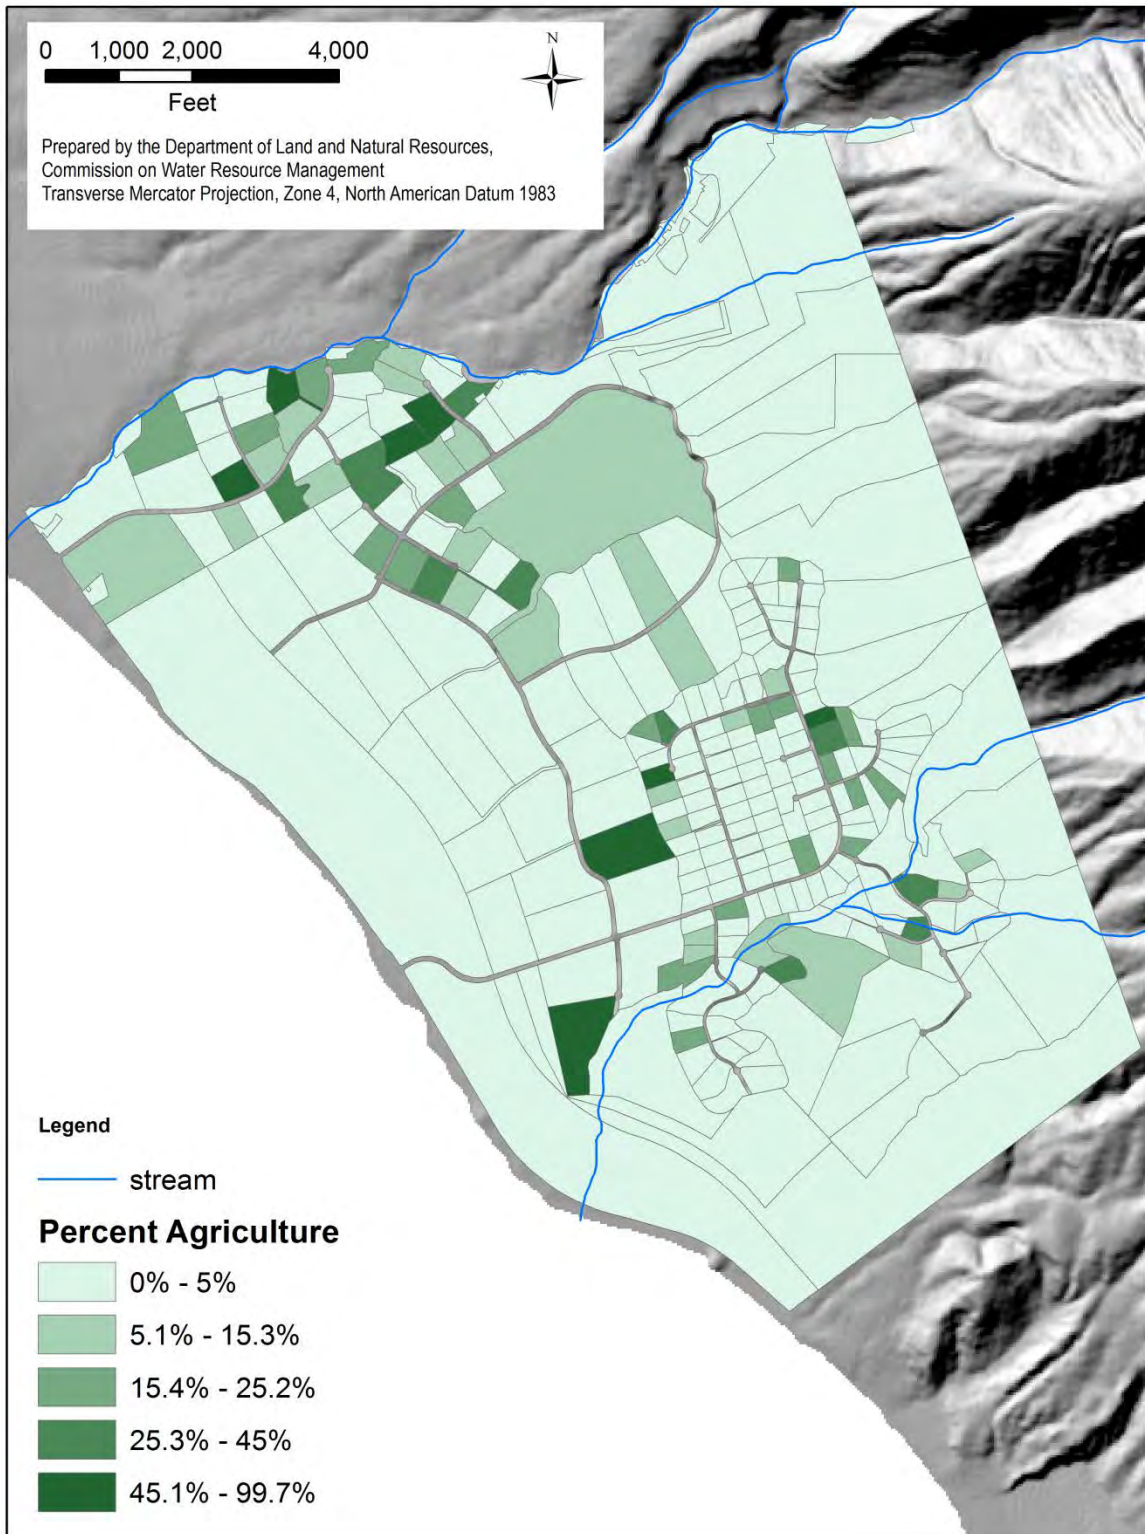 0 1,000 2,000 4,000
Feet
N
Prepared by the Department of Land and Natural Resources,
Commission on Water Resource Management
Transverse Mercator Projection, Zone 4, North American Datum 1983
Legend
stream
Percent Agriculture
0% - 5%
5.1% - 15.3%
15.4% - 25.2%
25.3% - 45%
45.1% - 99.7%